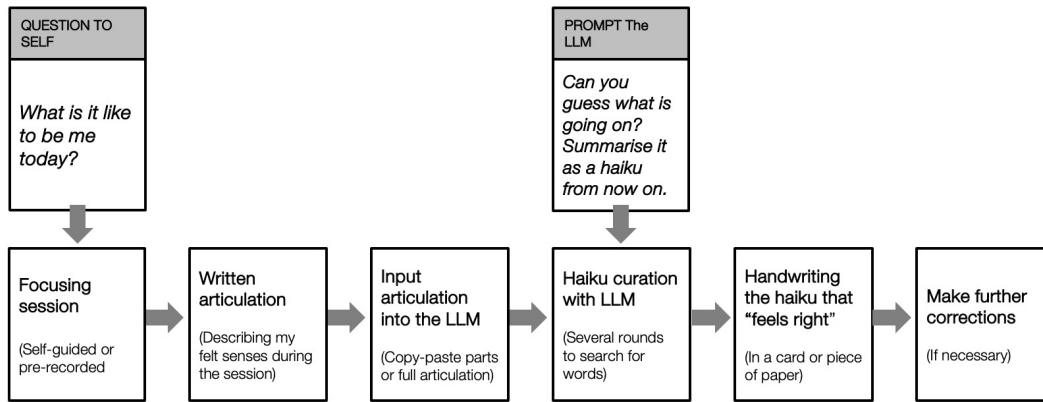 QUESTION TO
SELF
What is it like
to be me
today?
PROMPT The
LLM
Can you
guess what is
going on?
Summarise it
as a haiku
from now on.
Focusing
session
(Self-guided or
pre-recorded
Written
articulation
(Describing my
felt senses during
the session)
Input
articulation
into the LLM
(Copy-paste parts
or full articulation)
Haiku curation
with LLM
(Several rounds
to search for
words)
Handwriting
the haiku that
“feels right”
(In a card or piece
of paper)
Make further
corrections
(If necessary)